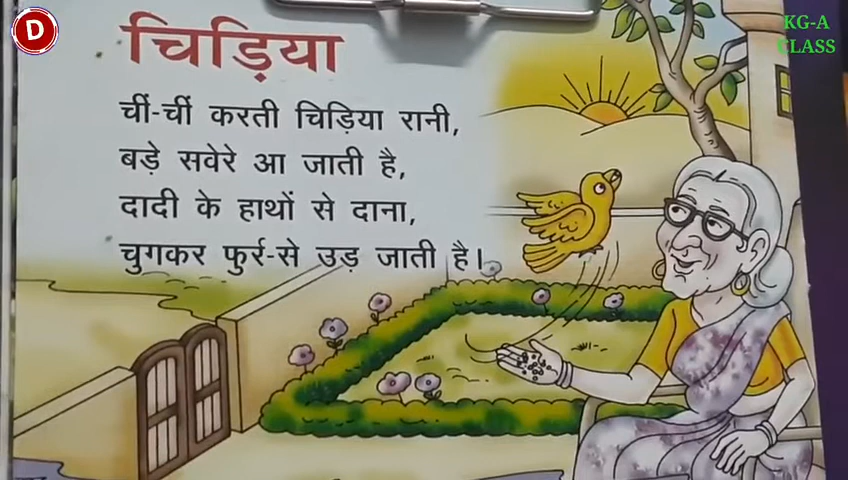 D
KG-A
CLASS
चिड़िया
चीं-चीं करती चिड़िया रानी,
बड़े सवेरे आ जाती है,
दादी के हाथों से दाना,
चुगकर फुर्र-से उड़ जाती है।